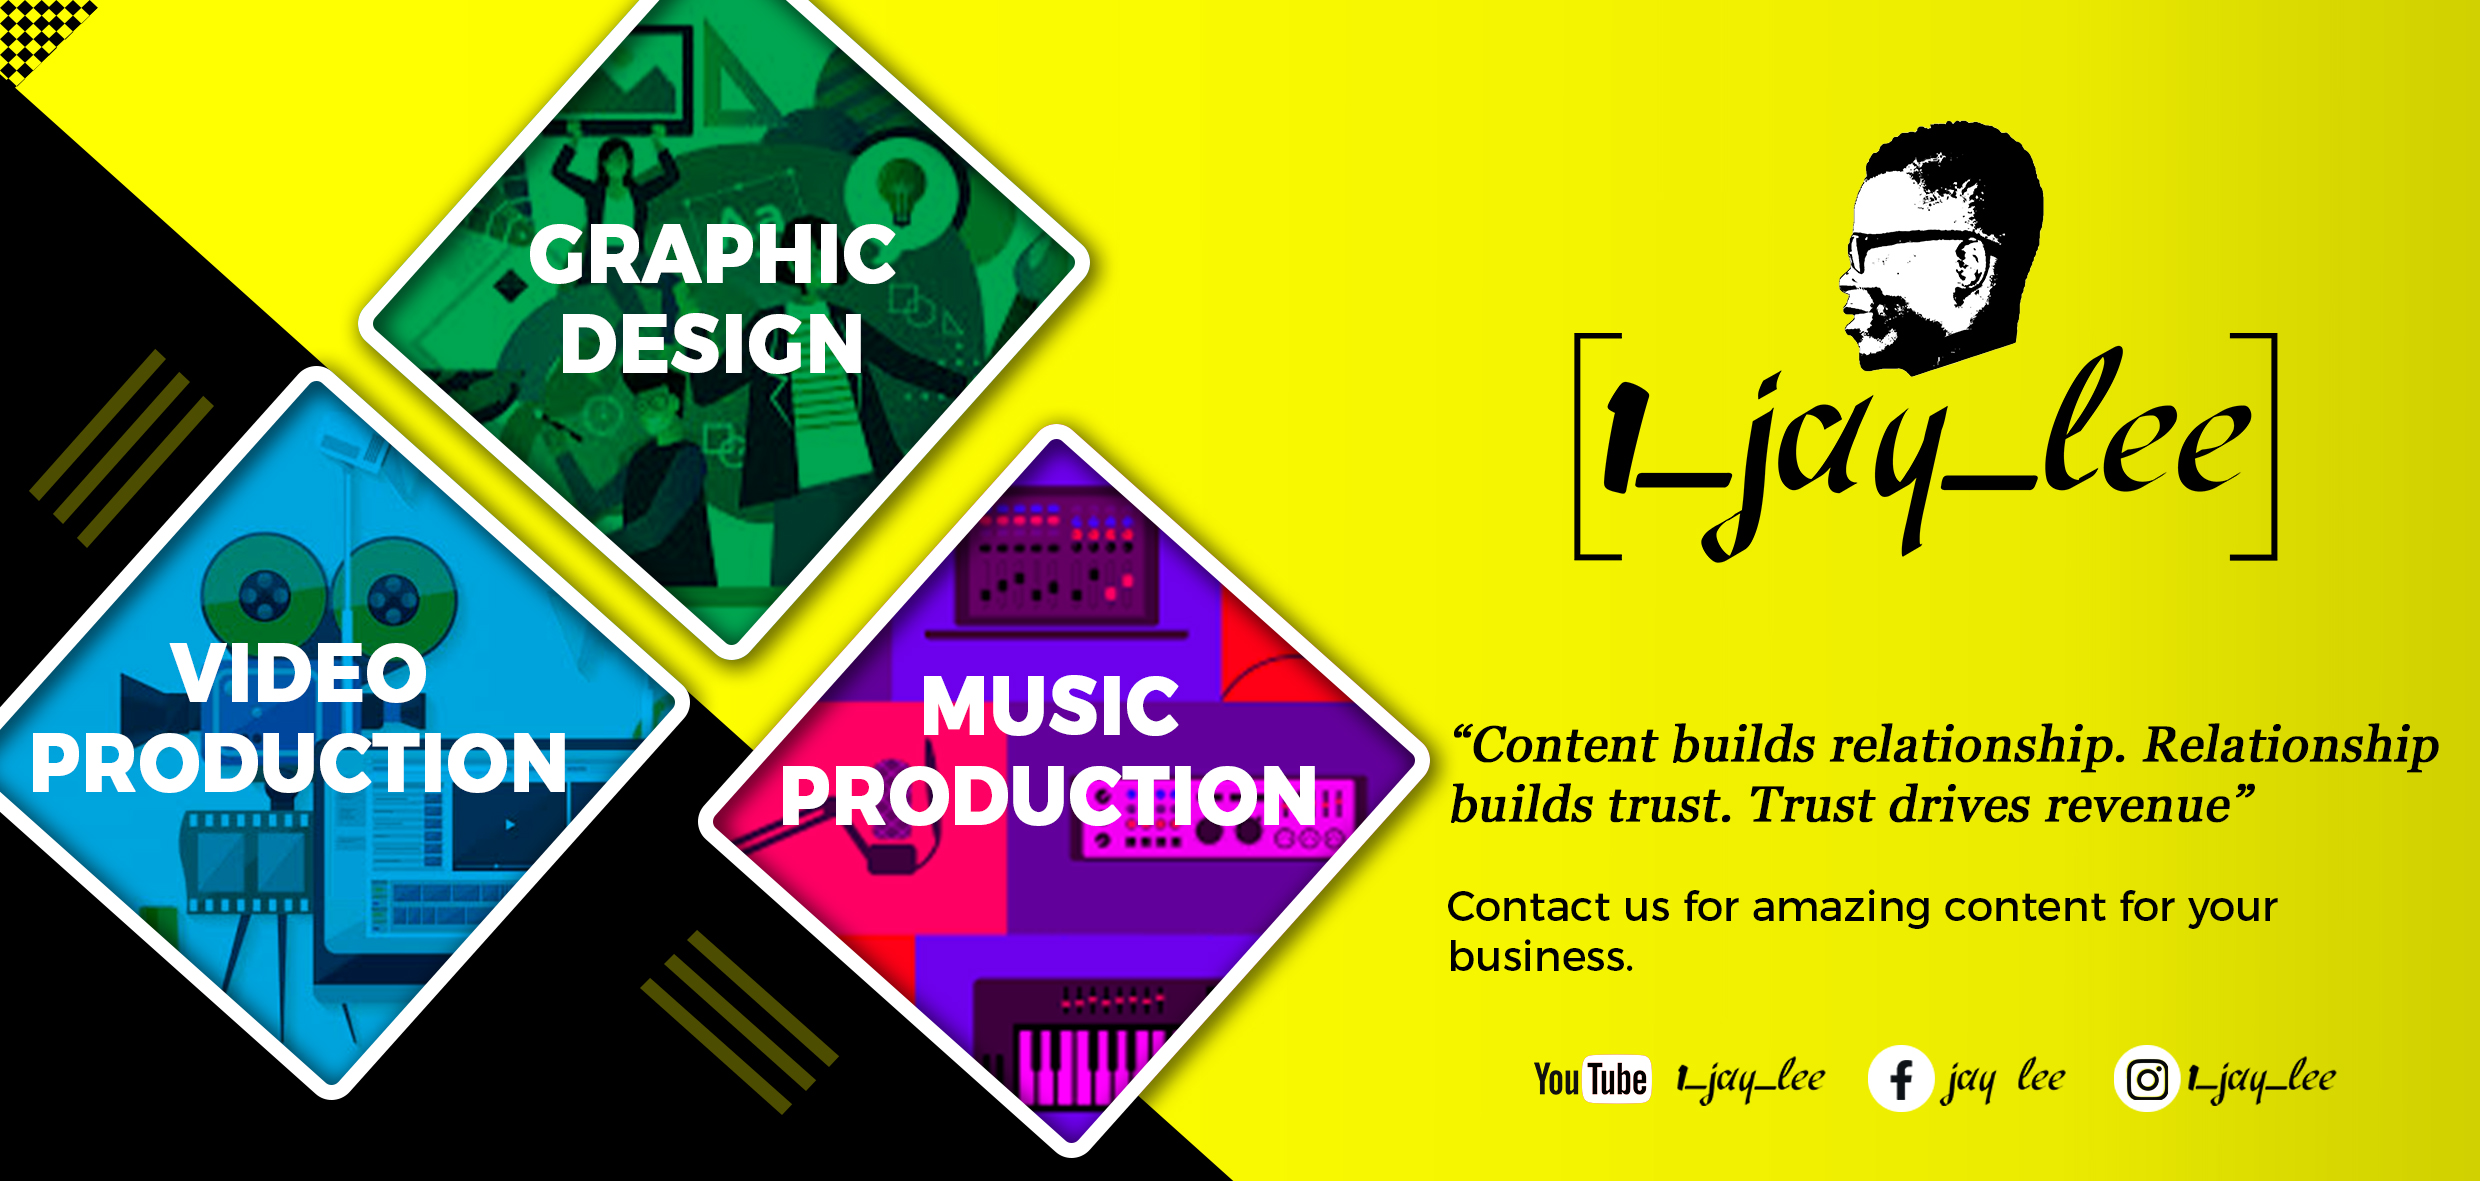 GRAPHIC
DESIGN
VIDEO
PRODUCTION
MUSIC
PRODUCTION
1_jay_lee
“Content builds relationship. Relationship
builds trust. Trust drives revenue”
Contact us for amazing content for your
business.
YouTube 1_jay_lee jay lee 1_jay_lee
Aa